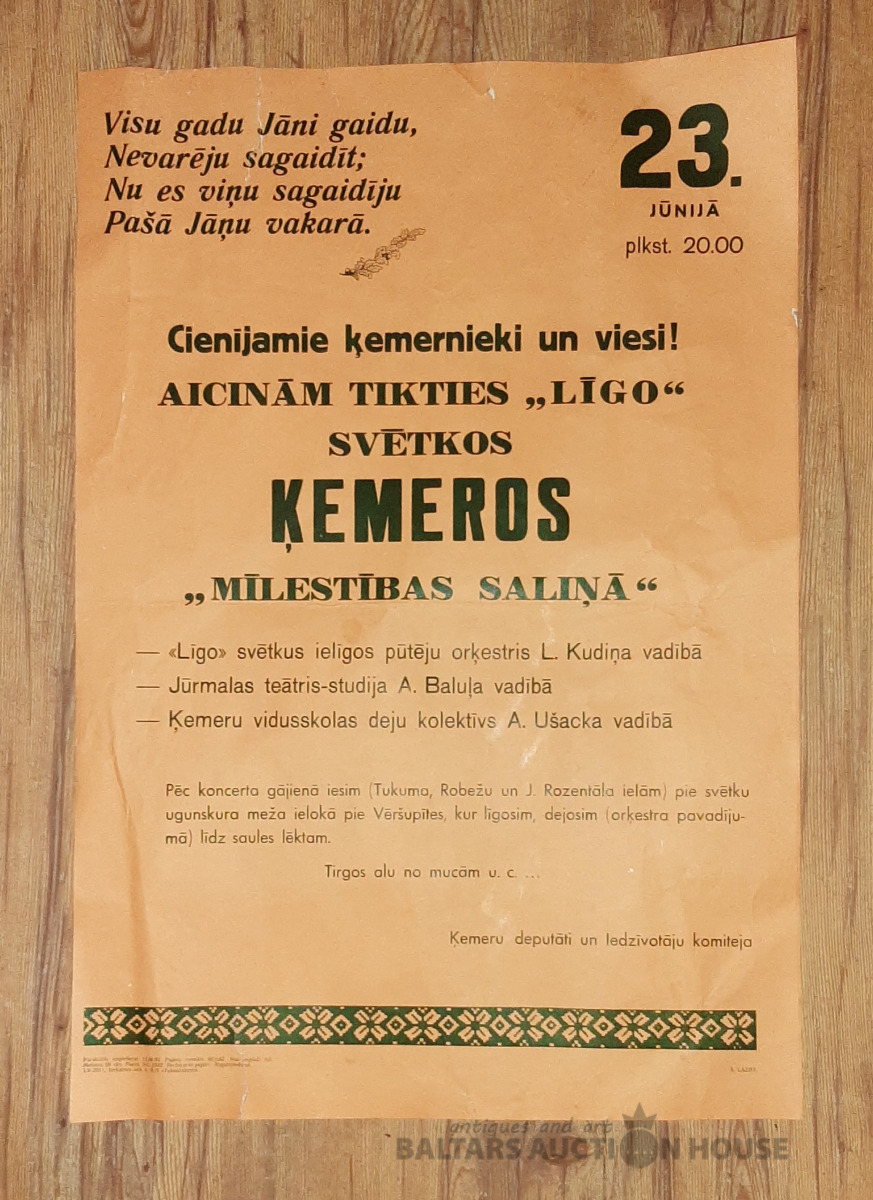 Visu gadu Jāni gaidu,
Nevarēju sagaidīt;
Nu es viņu sagaidīju
Pašā Jāņu vakarā.
23.
JŪNIJĀ
plkst. 20.00
Cienījamie ķemernieki un viesi!
AICINĀM TIKTIES „LĪGO“
SVĒTKOS
ĶEMEROS
„MĪLESTĪBAS SALIŅĀ“
— «Līgo» svētkus ielīgos pūtēju orķestris L. Kudiņa vadībā
— Jūrmalas teātris-studija A. Baluļa vadībā
— Ķemeru vidusskolas deju kolektīvs A. Ušacka vadībā
Pēc koncerta gājienā iesim (Tukuma, Robežu un J. Rozentāla ielām) pie svētku
ugunskura meža ielokā pie Vēršupītes, kur līgosim, dejosim (orķestra pavadīju-
mā) līdz saules lēktam.
Tirgos alu no mucām u. c. ...
Ķemeru deputāti un Iedzīvotāju komiteja
antiques and art
BALTARS AUCTION HOUSE